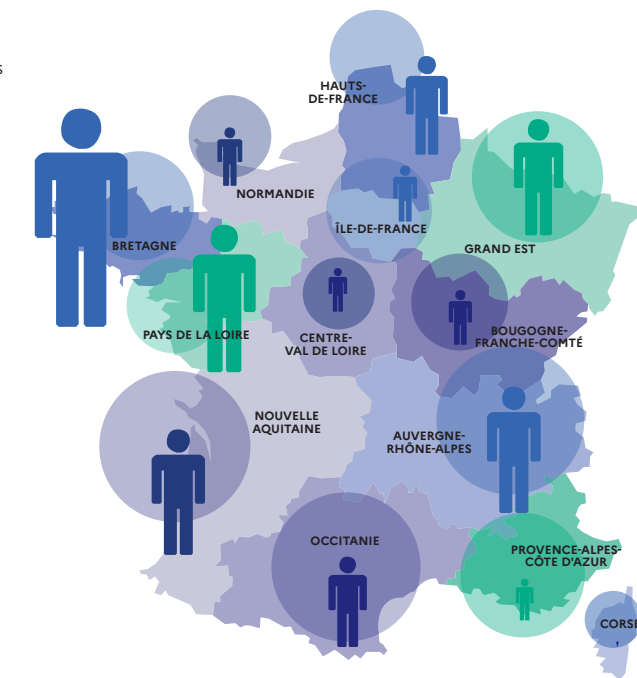 S
HAUTS-
DE-FRANCE
NORMANDIE
ÎLE-DE-FRANCE
BRETAGNE
GRAND EST
PAYS DE LA LOIRE
CENTRE-
VAL DE LOIRE
BOUGOGNE-
FRANCHE-COMTÉ
NOUVELLE
AQUITAINE
AUVERGNE-
RHÔNE-ALPES
OCCITANIE
PROVENCE-ALPES-
CÔTE D'AZUR
CORSE